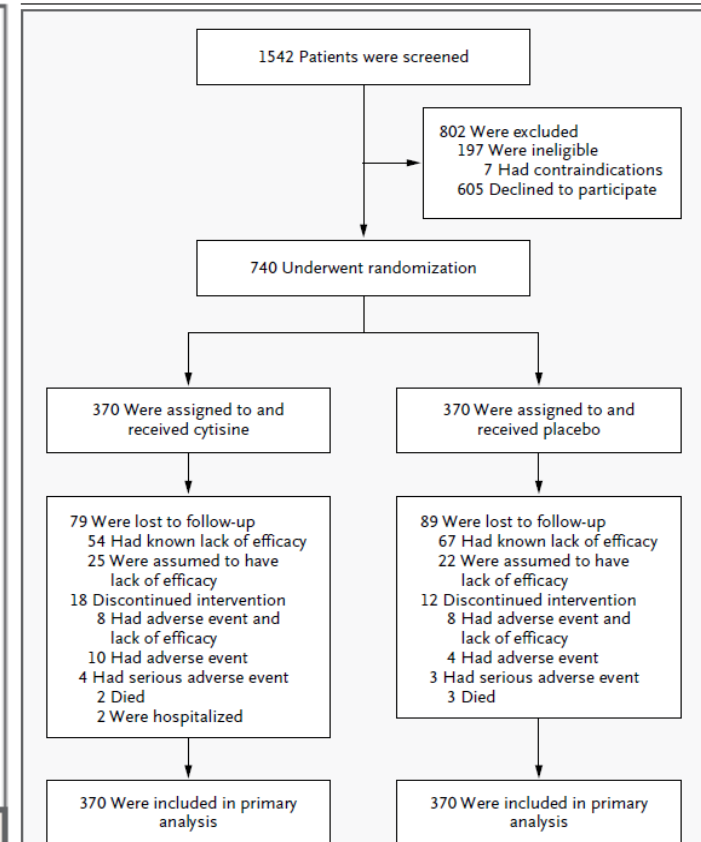 1542 Patients were screened
802 Were excluded
197 Were ineligible
7 Had contraindications
605 Declined to participate
740 Underwent randomization
370 Were assigned to and
received cytisine
370 Were assigned to and
received placebo
79 Were lost to follow-up
54 Had known lack of efficacy
25 Were assumed to have
lack of efficacy
18 Discontinued intervention
8 Had adverse event and
lack of efficacy
10 Had adverse event
4 Had serious adverse event
2 Died
2 Were hospitalized
89 Were lost to follow-up
67 Had known lack of efficacy
22 Were assumed to have
lack of efficacy
12 Discontinued intervention
8 Had adverse event and
lack of efficacy
4 Had adverse event
3 Had serious adverse event
3 Died
370 Were included in primary
analysis
370 Were included in primary
analysis